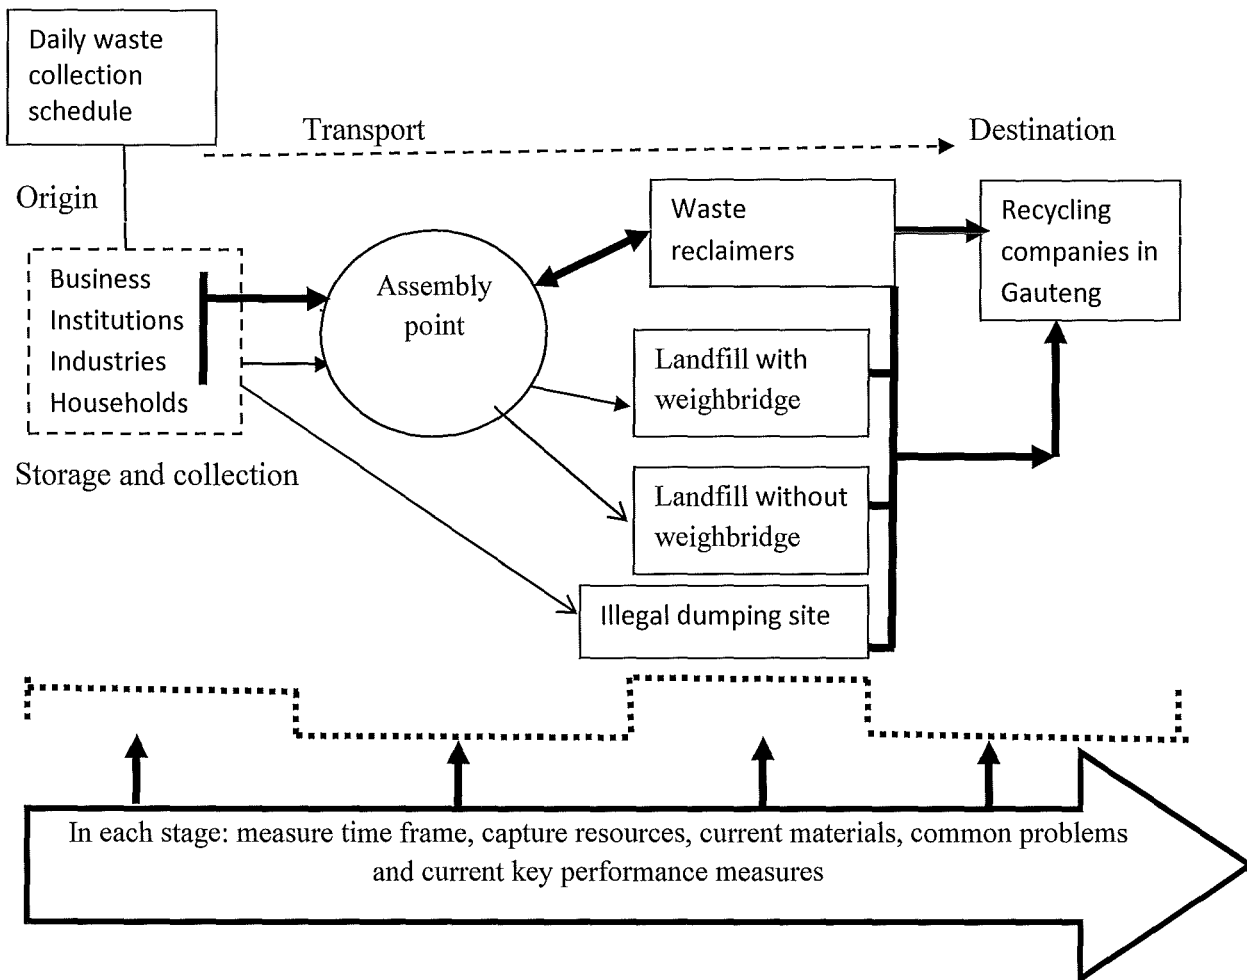 Daily waste
collection
schedule
Transport
Destination
Origin
Business
Institutions
Industries
Households
Storage and collection
Assembly
point
Waste
reclaimers
Recycling
companies in
Gauteng
Landfill with
weighbridge
Landfill without
weighbridge
Illegal dumping site
In each stage: measure time frame, capture resources, current materials, common problems
and current key performance measures